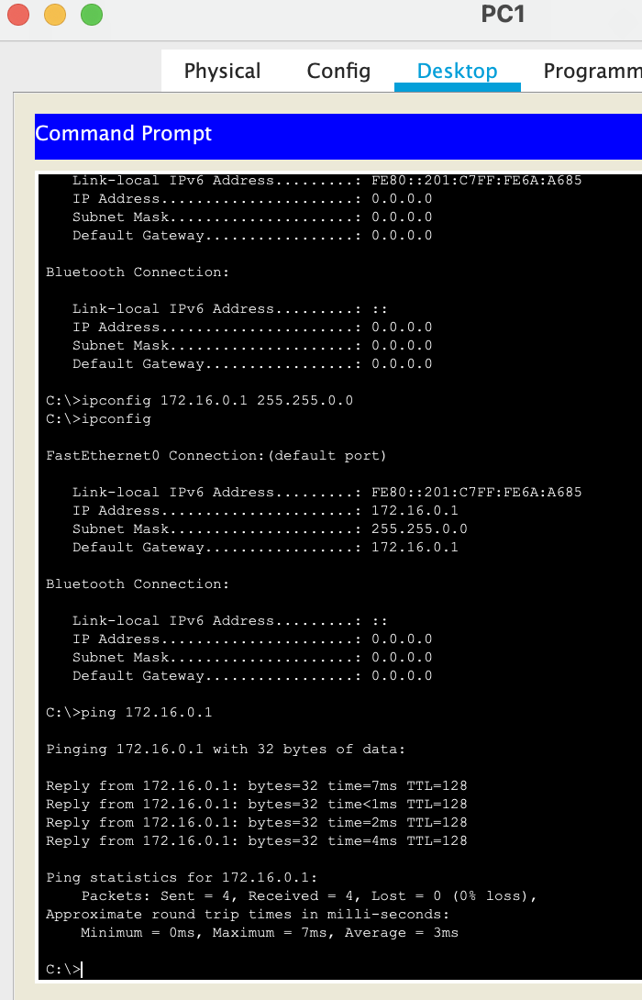 PC1
Physical Config Desktop Programm
Command Prompt
Link-local IPv6 Address.........: FE80::201:C7FF:FE6A:A685
IP Address......................: 0.0.0.0
Subnet Mask.....................: 0.0.0.0
Default Gateway.................: 0.0.0.0
Bluetooth Connection:
Link-local IPv6 Address.........: ::
IP Address......................: 0.0.0.0
Subnet Mask.....................: 0.0.0.0
Default Gateway.................: 0.0.0.0
C:\>ipconfig 172.16.0.1 255.255.0.0
C:\>ipconfig
FastEthernet0 Connection:(default port)
Link-local IPv6 Address.........: FE80::201:C7FF:FE6A:A685
IP Address......................: 172.16.0.1
Subnet Mask.....................: 255.255.0.0
Default Gateway.................: 172.16.0.1
Bluetooth Connection:
Link-local IPv6 Address.........: ::
IP Address......................: 0.0.0.0
Subnet Mask.....................: 0.0.0.0
Default Gateway.................: 0.0.0.0
C:\>ping 172.16.0.1
Pinging 172.16.0.1 with 32 bytes of data:
Reply from 172.16.0.1: bytes=32 time=7ms TTL=128
Reply from 172.16.0.1: bytes=32 time<1ms TTL=128
Reply from 172.16.0.1: bytes=32 time=2ms TTL=128
Reply from 172.16.0.1: bytes=32 time=4ms TTL=128
Ping statistics for 172.16.0.1:
Packets: Sent = 4, Received = 4, Lost = 0 (0% loss),
Approximate round trip times in milli-seconds:
Minimum = 0ms, Maximum = 7ms, Average = 3ms
C:\>